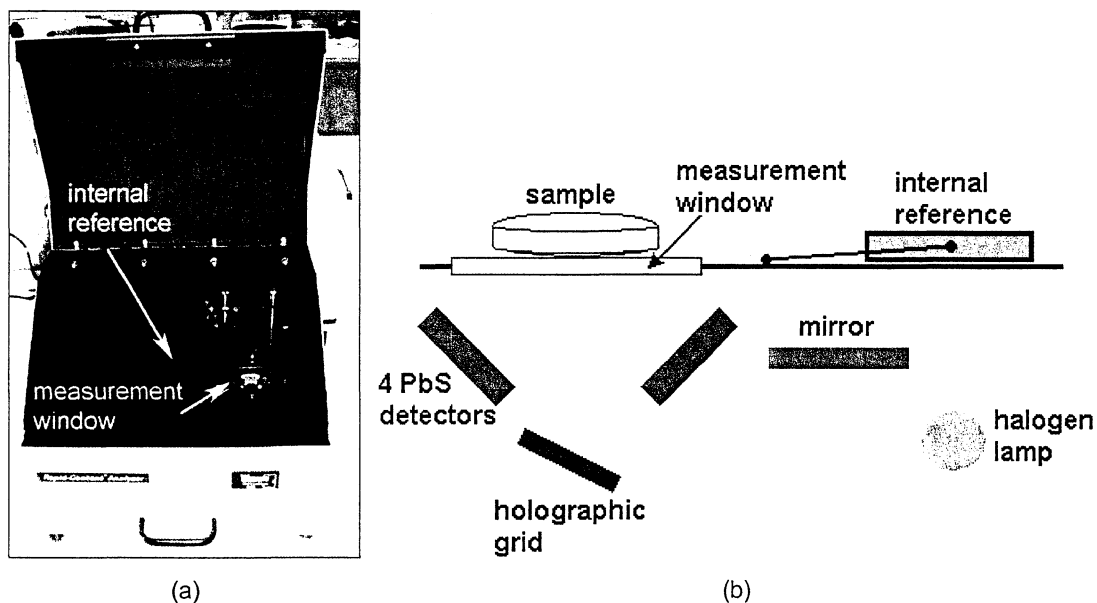 internal
reference
measurement
window
(a)
sample
measurement
window
internal
reference
mirror
4 PbS
detectors
halogen
lamp
holographic
grid
(b)